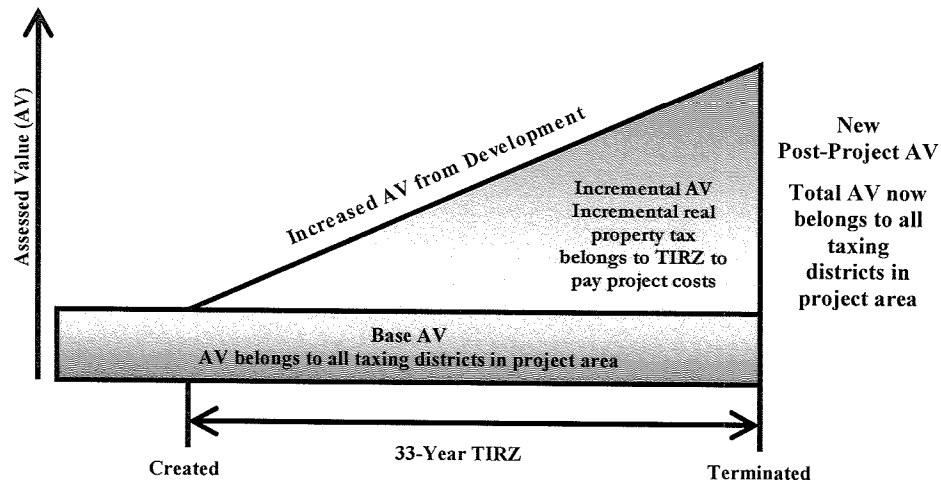 Assessed Value (AV)
Increased AV from Development
Incremental AV
Incremental real
property tax
belongs to TIRZ to
pay project costs
New
Post-Project AV
Total AV now
belongs to all
taxing
districts in
project area
Base AV
AV belongs to all taxing districts in project area
33-Year TIRZ
Created
Terminated